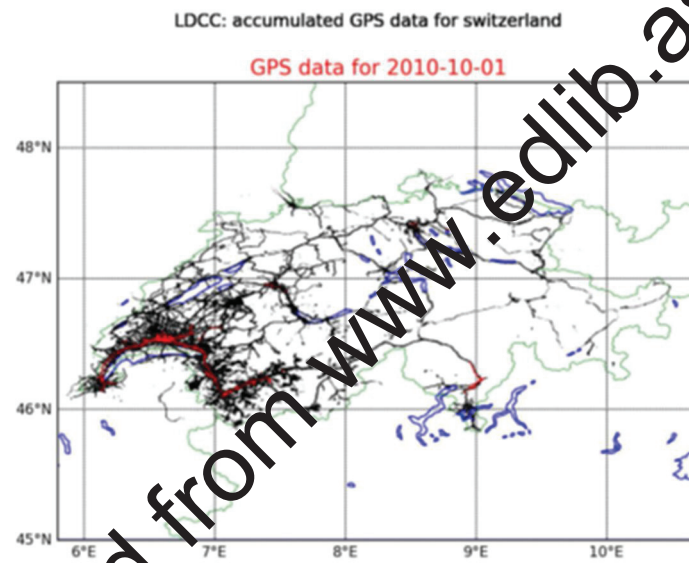 LDCC: accumulated GPS data for switzerland
GPS data for 2010-10-01
48°N
47°N
46°N
45°N
6°E
7°E
8°E
9°E
10°E
d from www.edlib.as